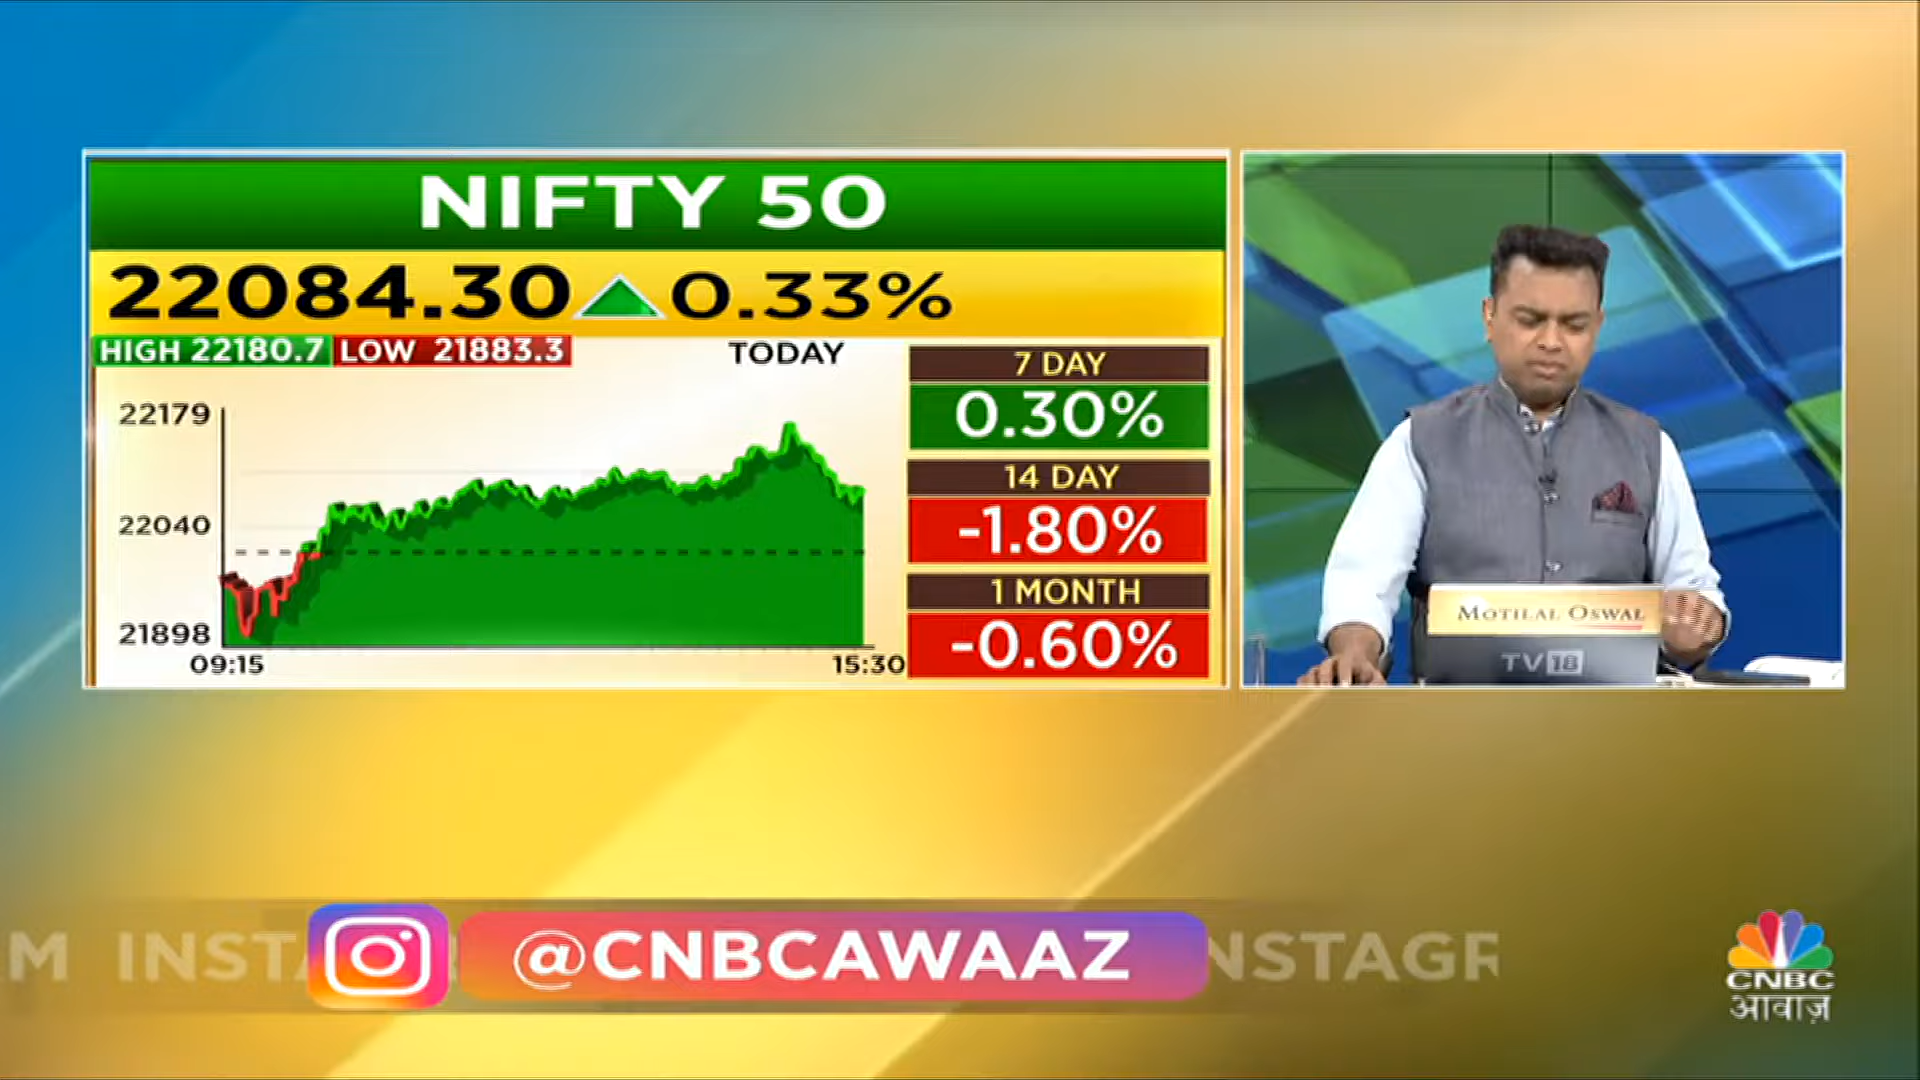 NIFTY 50
22084.30 0.33%
HIGH 22180.7 LOW 21883.3
TODAY
22179
22040
21898
09:15
15:30
7 DAY
0.30%
14 DAY
-1.80%
1 MONTH
-0.60%
MOTILAL OSWAL
TV18
M INSTA
@CNBCAWAAZ
NSTAGR
CNBC
आवाज़